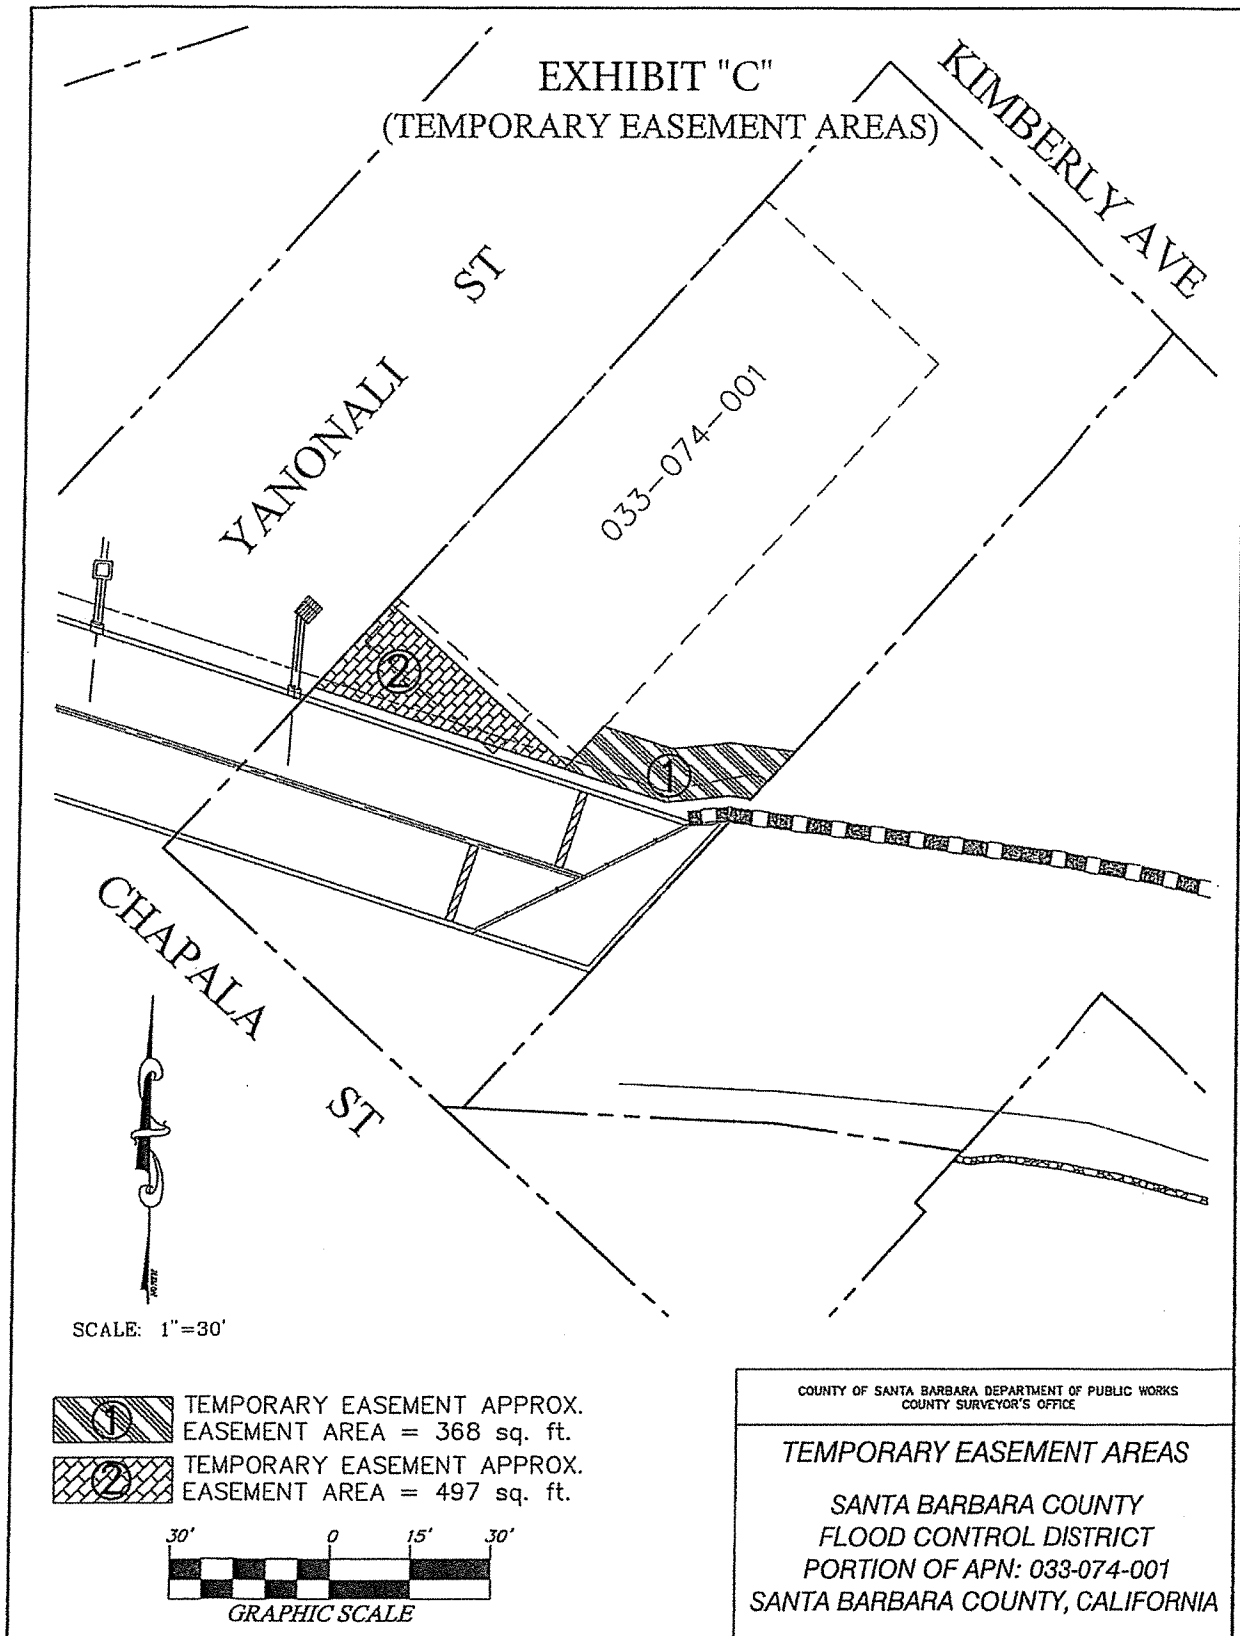 EXHIBIT "C"
(TEMPORARY EASEMENT AREAS)
KIMBERLY AVE
YANONALI ST
033-074-001
2
1
CHAPALA ST
NORTH
SCALE: 1"=30'
1 TEMPORARY EASEMENT APPROX.
EASEMENT AREA = 368 sq. ft.
2 TEMPORARY EASEMENT APPROX.
EASEMENT AREA = 497 sq. ft.
30' 0 15' 30'
GRAPHIC SCALE
COUNTY OF SANTA BARBARA DEPARTMENT OF PUBLIC WORKS
COUNTY SURVEYOR'S OFFICE
TEMPORARY EASEMENT AREAS
SANTA BARBARA COUNTY
FLOOD CONTROL DISTRICT
PORTION OF APN: 033-074-001
SANTA BARBARA COUNTY, CALIFORNIA